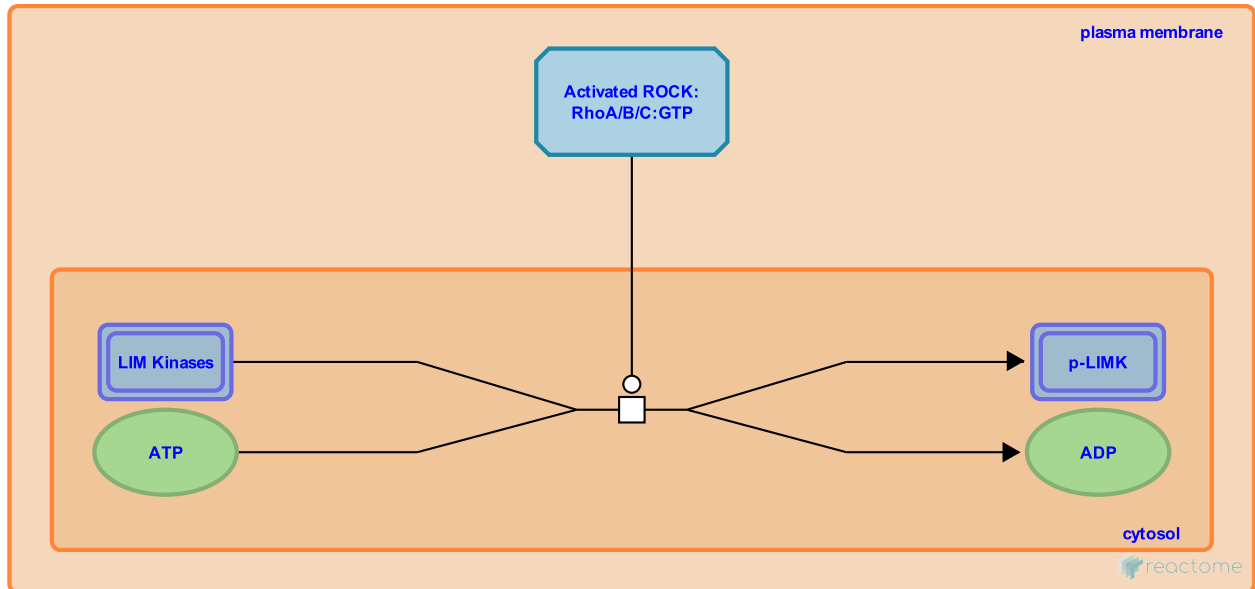 plasma membrane
Activated ROCK:
RhoA/B/C:GTP
LIM Kinases
p-LIMK
ATP
ADP
cytosol
reactome